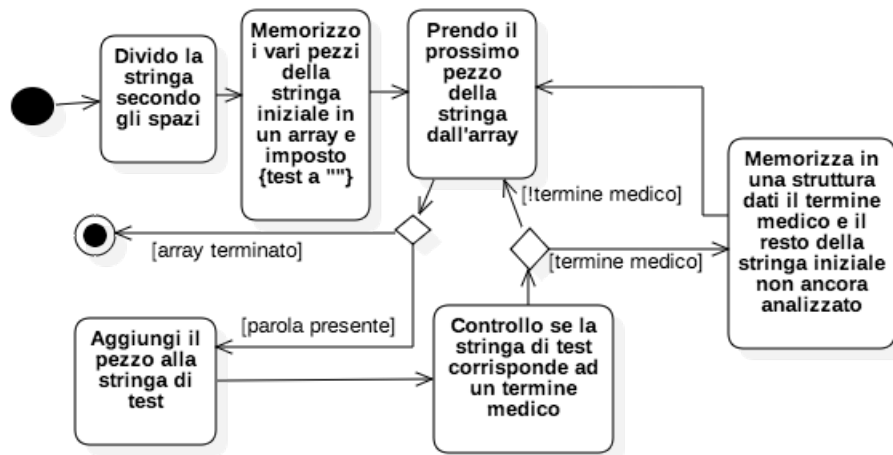 Divido la
stringa
secondo
gli spazi
Memorizzo
i vari pezzi
della
stringa
iniziale in
un array e
imposto
{test a ""}
Prendo il
prossimo
pezzo
della
stringa
dall'array
Memorizza in
una struttura
dati il termine
medico e il
resto della
stringa iniziale
non ancora
analizzato
[!termine medico]
[array terminato]
[termine medico]
[parola presente]
Aggiungi il
pezzo alla
stringa di
test
Controllo se la
stringa di test
corrisponde ad
un termine
medico